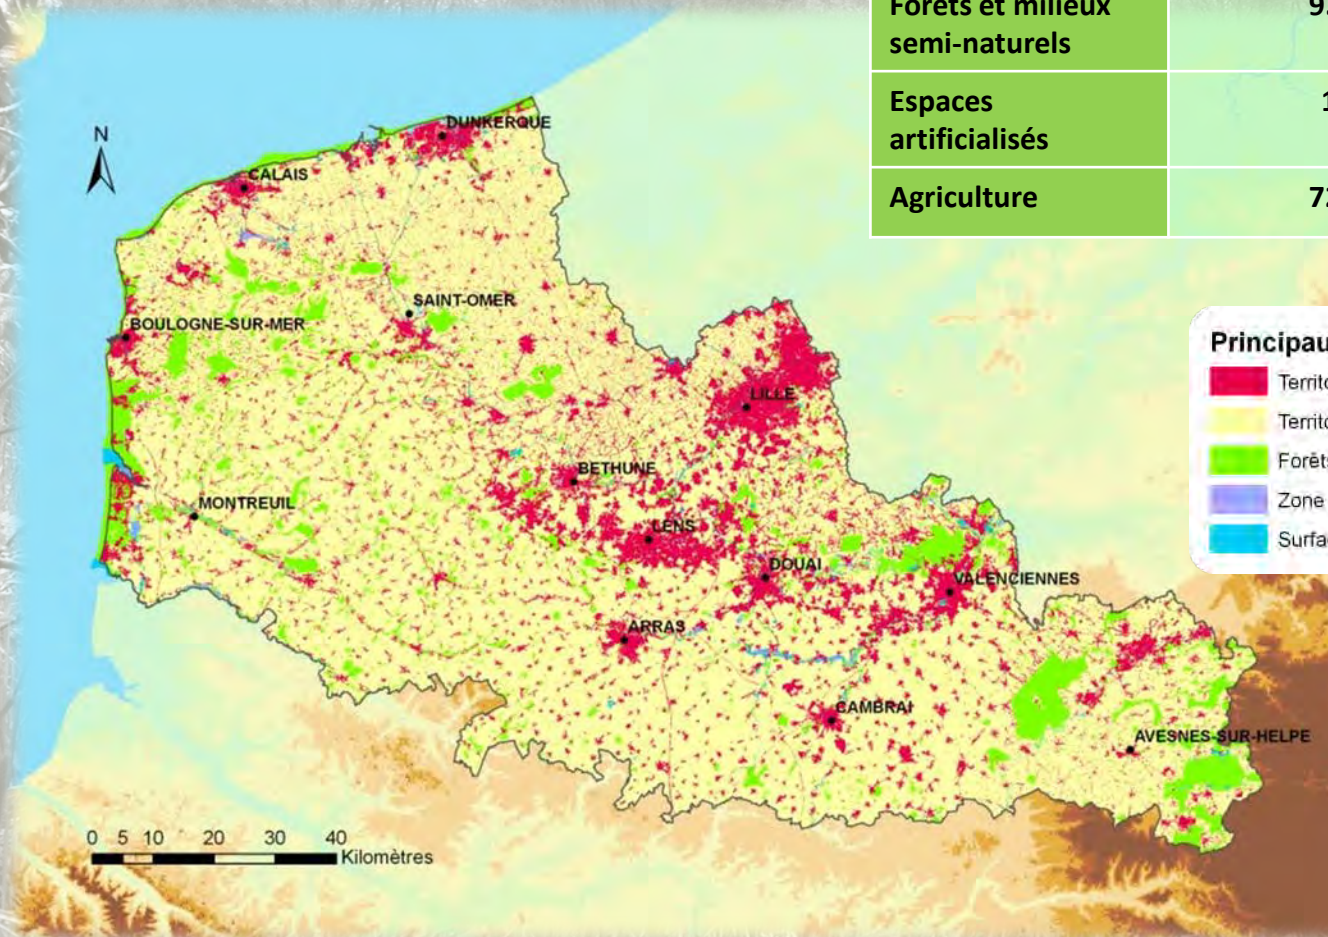 Forêts et milieux
semi-naturels
Espaces
artificialisés
Agriculture
N
DUNKERQUE
CALAIS
SAINT-OMER
BOULOGNE-SUR-MER
LILLE
BETHUNE
MONTREUIL
LENS
DOUAI
VALENCIENNES
ARRAS
CAMBRAI
AVESNES-SUR-HELPE
Zone
0 5 10 20 30 40
Kilomètres